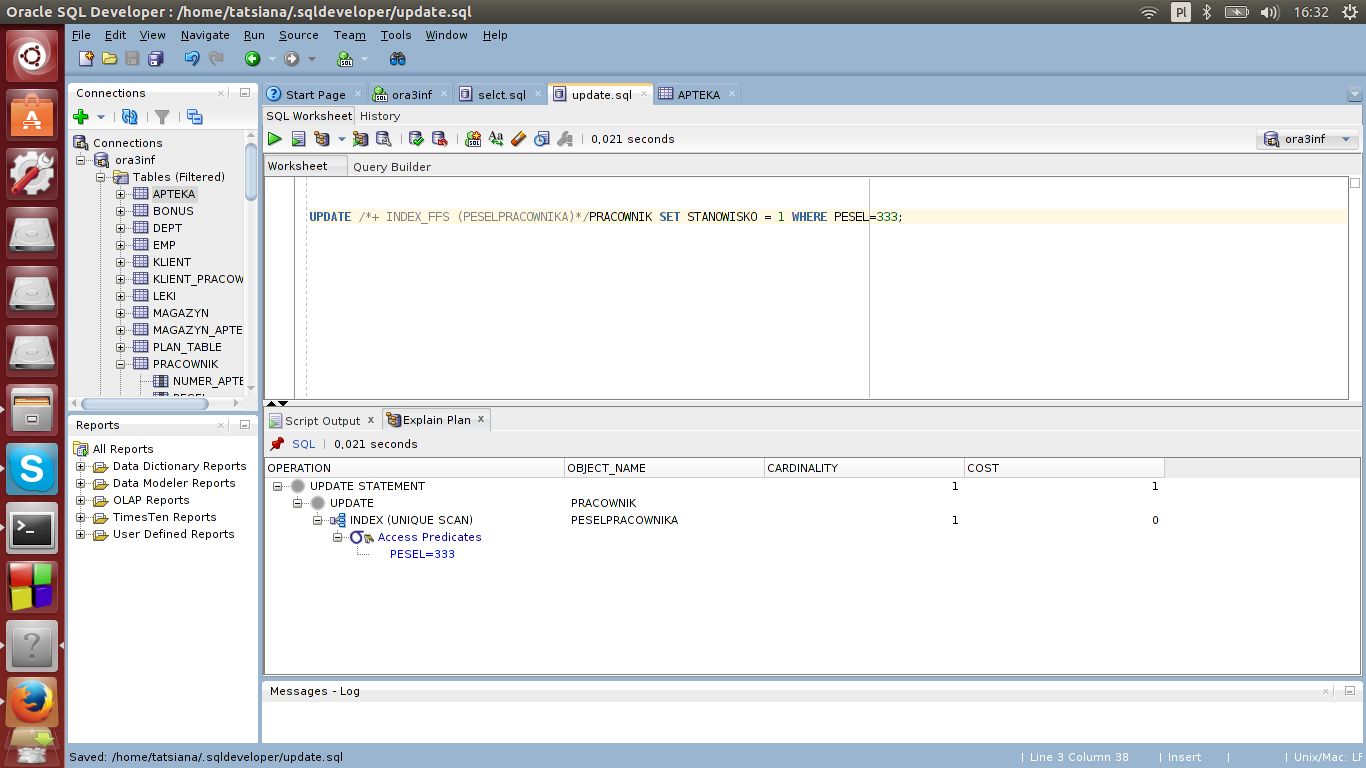 Oracle SQL Developer : /home/tatsiana/.sqldeveloper/update.sql
Pl
16:32
File Edit View Navigate Run Source Team Tools Window Help
Connections
Connections
ora3inf
Tables (Filtered)
APTEKA
BONUS
DEPT
EMP
KLIENT
KLIENT_PRACOW
LEKI
MAGAZYN
MAGAZYN_APTE
PLAN_TABLE
PRACOWNIK
NUMER_APTE
Reports
All Reports
Data Dictionary Reports
Data Modeler Reports
OLAP Reports
TimesTen Reports
User Defined Reports
Start Page ora3inf selct.sql update.sql APTEKA
SQL Worksheet History
0,021 seconds
ora3inf
Worksheet Query Builder
UPDATE /*+ INDEX_FFS (PESELPRACOWNIKA)*/PRACOWNIK SET STANOWISKO = 1 WHERE PESEL=333;
Script Output Explain Plan
SQL 0,021 seconds
OPERATION OBJECT_NAME CARDINALITY COST
UPDATE STATEMENT 1 1
UPDATE PRACOWNIK
INDEX (UNIQUE SCAN) PESELPRACOWNIKA 1 0
Access Predicates
PESEL=333
Messages - Log
Saved: /home/tatsiana/.sqldeveloper/update.sql
Line 3 Column 38 Insert Unix/Mac: LF